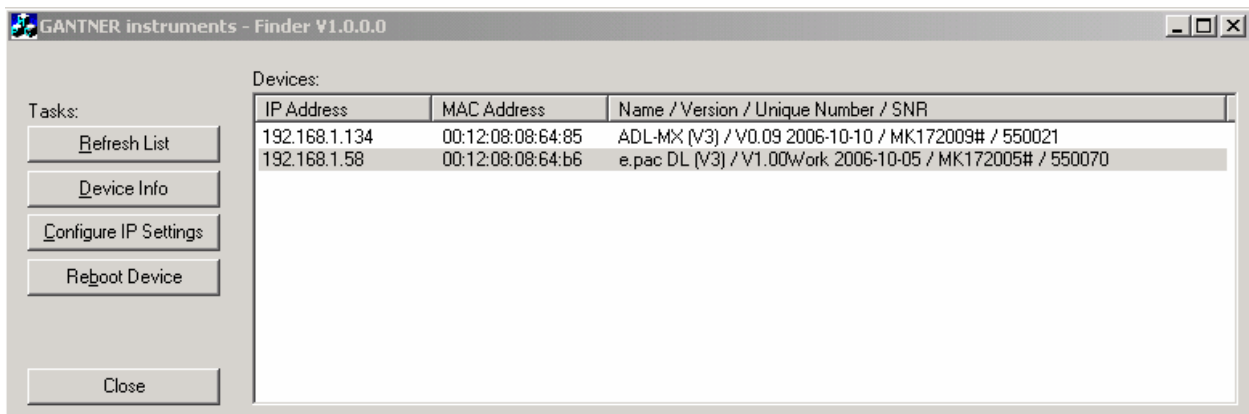 GANTNER instruments - Finder V1.0.0.0
Devices:
Tasks:
IP Address MAC Address Name / Version / Unique Number / SNR
192.168.1.134 00:12:08:08:64:85 ADL-MX (V3) / V0.09 2006-10-10 / MK172009# / 550021
192.168.1.58 00:12:08:08:64:b6 e.pac DL (V3) / V1.00Work 2006-10-05 / MK172005# / 550070
Refresh List
Device Info
Configure IP Settings
Reboot Device
Close